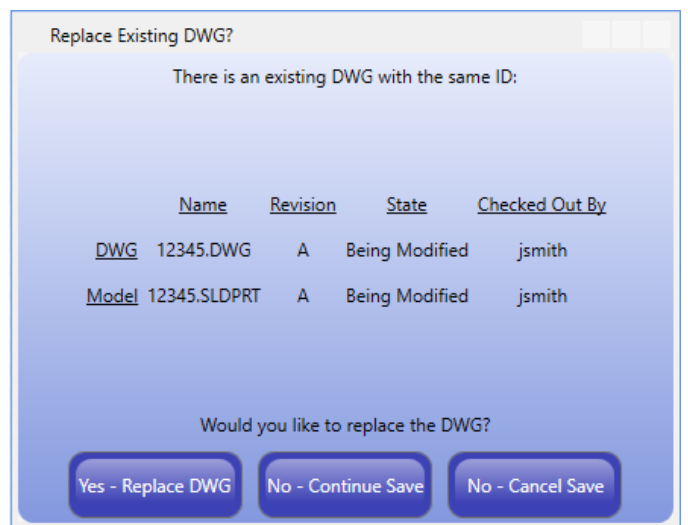 Replace Existing DWG?
There is an existing DWG with the same ID:
Name Revision State Checked Out By
DWG 12345.DWG A Being Modified jsmith
Model 12345.SLDPRT A Being Modified jsmith
Would you like to replace the DWG?
Yes - Replace DWG No - Continue Save No - Cancel Save